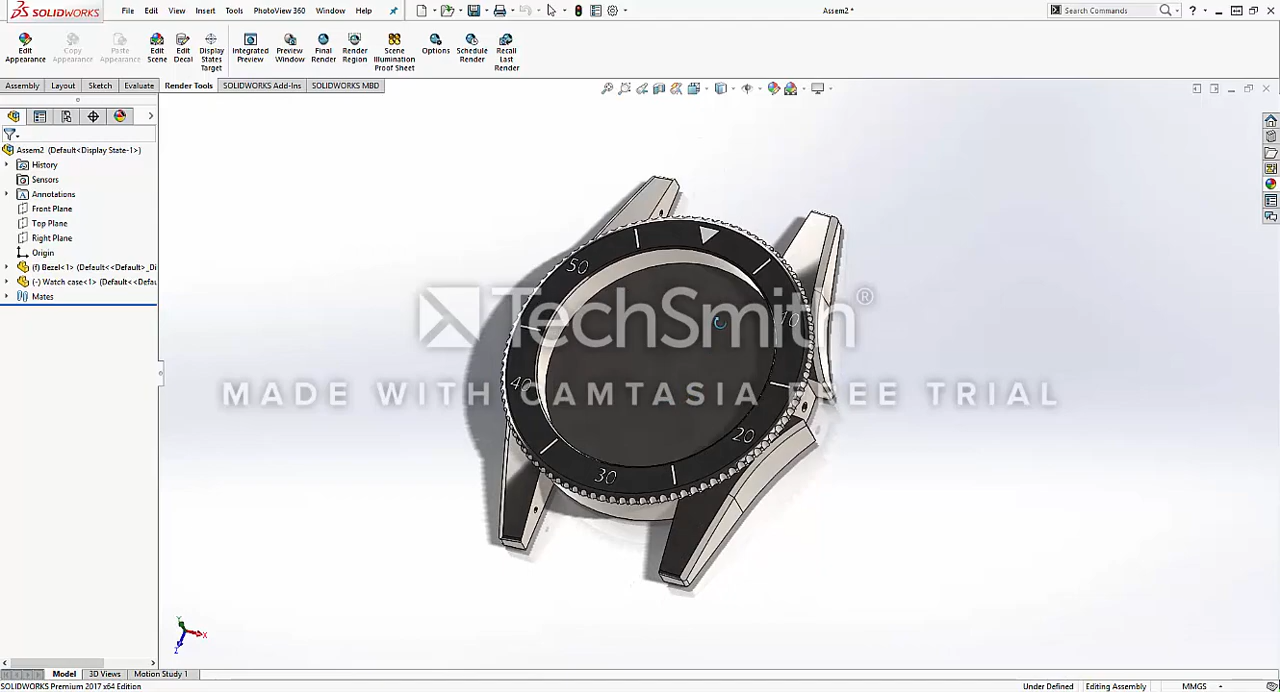 SOLIDWORKS
File Edit View Insert Tools PhotoView 360 Window Help
Assem2 *
Search Commands
Edit Appearance
Copy Appearance
Paste Appearance
Edit Scene
Edit Decal
Display States Target
Integrated Preview
Preview Window
Final Render
Render Region
Scene Illumination Proof Sheet
Options
Schedule Render
Recall Last Render
Assembly Layout Sketch Evaluate Render Tools SOLIDWORKS Add-Ins SOLIDWORKS MBD
Assem2 (Default<Display State-1>)
History
Sensors
Annotations
Front Plane
Top Plane
Right Plane
Origin
(f) Bezel<1> (Default<<Default>_Di
(-) Watch case<1> (Default<<Defau
Mates
50
10
40
20
30
TechSmith®
MADE WITH CAMTASIA FREE TRIAL
Y
X
Z
Model 3D Views Motion Study 1
SOLIDWORKS Premium 2017 x64 Edition
Under Defined Editing Assembly MMGS